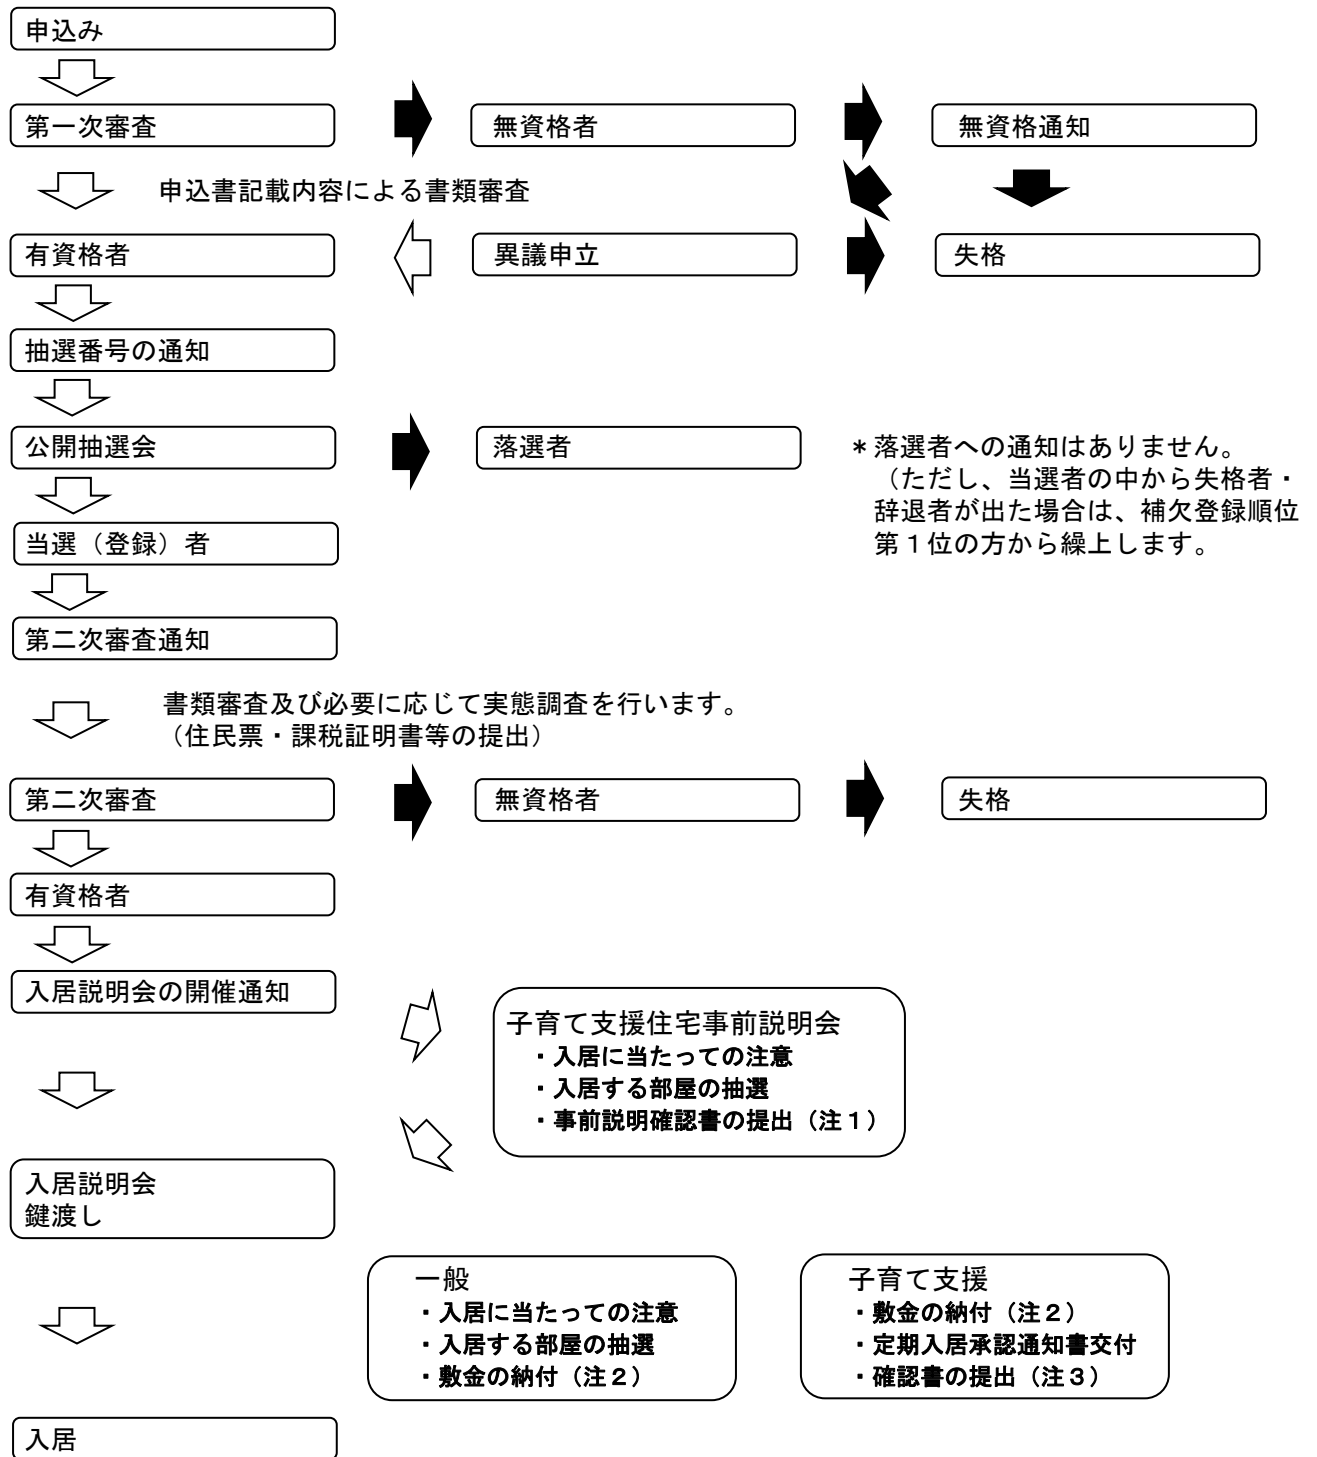 申込み
第一次審査
無資格者
無資格通知
申込書記載内容による書類審査
有資格者
異議申立
失格
抽選番号の通知
公開抽選会
落選者
＊落選者への通知はありません。
（ただし、当選者の中から失格者・
辞退者が出た場合は、補欠登録順位
第１位の方から繰上します。
当選（登録）者
第二次審査通知
書類審査及び必要に応じて実態調査を行います。
（住民票・課税証明書等の提出）
第二次審査
無資格者
失格
有資格者
入居説明会の開催通知
子育て支援住宅事前説明会
・入居に当たっての注意
・入居する部屋の抽選
・事前説明確認書の提出（注１）
入居説明会
鍵渡し
一般
・入居に当たっての注意
・入居する部屋の抽選
・敷金の納付（注２）
子育て支援
・敷金の納付（注２）
・定期入居承認通知書交付
・確認書の提出（注３）
入居